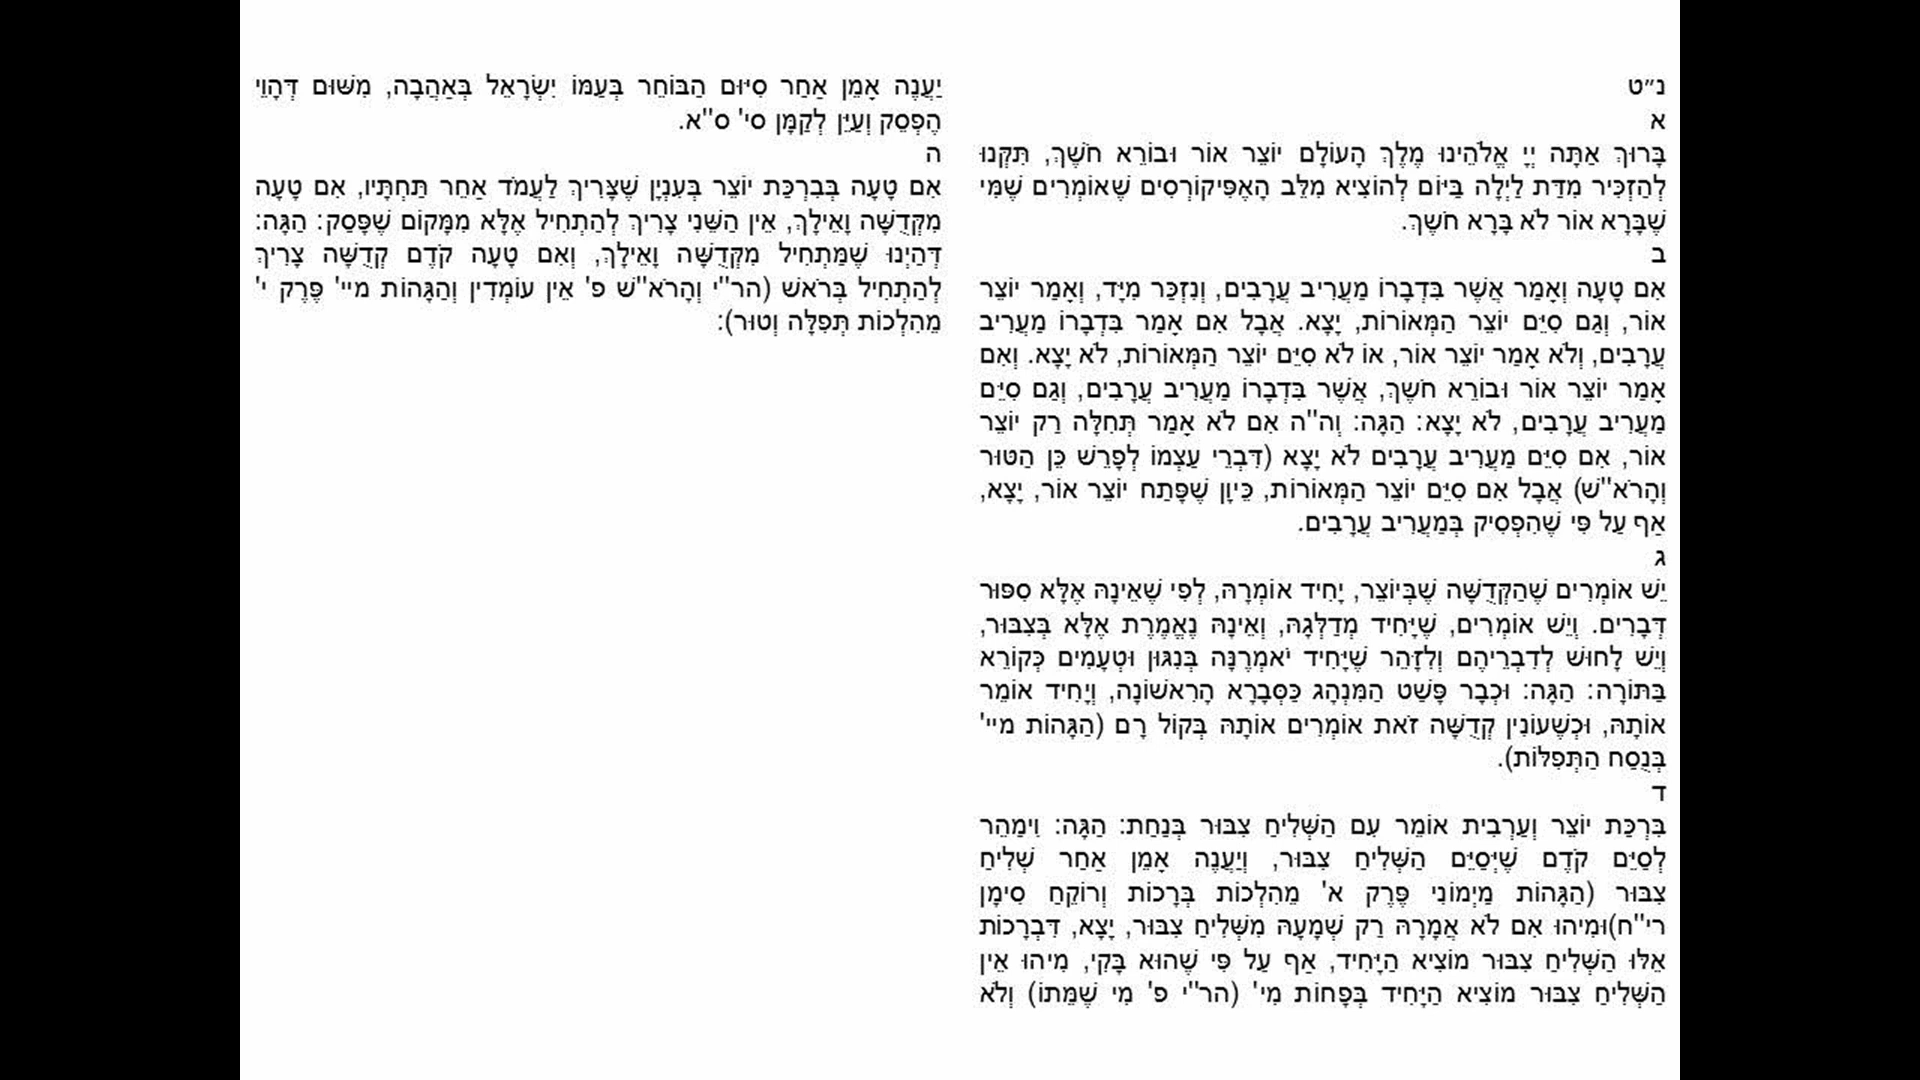 נ״ט
א
בָּרוּךְ אַתָּה יְיָ אֱלֹהֵינוּ מֶלֶךְ הָעוֹלָם יוֹצֵר אוֹר וּבוֹרֵא חֹשֶׁךְ, תִּקְּנוּ
לְהַזְכִּיר מִדַּת לַיְלָה בַּיּוֹם לְהוֹצִיא מִלֵּב הָאֶפִּיקוֹרְסִים שֶׁאוֹמְרִים שֶׁמִּי
שֶׁבָּרָא אוֹר לֹא בָּרָא חֹשֶׁךְ.
ב
אִם טָעָה וְאָמַר אֲשֶׁר בִּדְבָרוֹ מַעֲרִיב עֲרָבִים, וְנִזְכַּר מִיָּד, וְאָמַר יוֹצֵר
אוֹר, וְגַם סִיֵּם יוֹצֵר הַמְּאוֹרוֹת, יָצָא. אֲבָל אִם אָמַר בִּדְבָרוֹ מַעֲרִיב
עֲרָבִים, וְלֹא אָמַר יוֹצֵר אוֹר, אוֹ לֹא סִיֵּם יוֹצֵר הַמְּאוֹרוֹת, לֹא יָצָא. וְאִם
אָמַר יוֹצֵר אוֹר וּבוֹרֵא חֹשֶׁךְ, אֲשֶׁר בִּדְבָרוֹ מַעֲרִיב עֲרָבִים, וְגַם סִיֵּם
מַעֲרִיב עֲרָבִים, לֹא יָצָא: הַגָּה: וְה''ה אִם לֹא אָמַר תְּחִלָּה רַק יוֹצֵר
אוֹר, אִם סִיֵּם מַעֲרִיב עֲרָבִים לֹא יָצָא (דִּבְרֵי עַצְמוֹ לְפָרֵשׁ כֵּן הַטּוּר
וְהָרֹא''שׁ) אֲבָל אִם סִיֵּם יוֹצֵר הַמְּאוֹרוֹת, כֵּיוָן שֶׁפָּתַח יוֹצֵר אוֹר, יָצָא,
אַף עַל פִּי שֶׁהִפְסִיק בְּמַעֲרִיב עֲרָבִים.
ג
יֵשׁ אוֹמְרִים שֶׁהַקְּדֻשָּׁה שֶׁבְּיוֹצֵר, יָחִיד אוֹמְרָהּ, לְפִי שֶׁאֵינָהּ אֶלָּא סִפּוּר
דְּבָרִים. וְיֵשׁ אוֹמְרִים, שֶׁיָּחִיד מְדַלְּגָהּ, וְאֵינָהּ נֶאֱמֶרֶת אֶלָּא בְּצִבּוּר,
וְיֵשׁ לָחוּשׁ לְדִבְרֵיהֶם וְלִזָּהֵר שֶׁיָּחִיד יֹאמְרֶנָּה בְּנִגּוּן וּטְעָמִים כְּקוֹרֵא
בַּתּוֹרָה: הַגָּה: וּכְבָר פָּשַׁט הַמִּנְהָג כַּסְּבָרָא הָרִאשׁוֹנָה, וְיָחִיד אוֹמֵר
אוֹתָהּ, וּכְשֶׁעוֹנִין קְדֻשָּׁה זֹאת אוֹמְרִים אוֹתָהּ בְּקוֹל רָם (הַגָּהוֹת מיי'
בְּנֻסַּח הַתְּפִלּוֹת).
ד
בִּרְכַּת יוֹצֵר וְעַרְבִית אוֹמֵר עִם הַשְּׁלִיחַ צִבּוּר בְּנַחַת: הַגָּה: וִימַהֵר
לְסַיֵּם קֹדֶם שֶׁיְּסַיֵּם הַשְּׁלִיחַ צִבּוּר, וְיַעֲנֶה אָמֵן אַחַר שְׁלִיחַ
צִבּוּר (הַגָּהוֹת מַיְמוֹנִי פֶּרֶק א' מֵהִלְכוֹת בְּרָכוֹת וְרוֹקֵחַ סִימָן
רי''ח)וּמִיהוּ אִם לֹא אֲמָרָהּ רַק שְׁמָעָהּ מִשְּׁלִיחַ צִבּוּר, יָצָא, דִּבְרָכוֹת
אֵלּוּ הַשְּׁלִיחַ צִבּוּר מוֹצִיא הַיָּחִיד, אַף עַל פִּי שֶׁהוּא בָּקִי, מִיהוּ אֵין
הַשְּׁלִיחַ צִבּוּר מוֹצִיא הַיָּחִיד בְּפָחוֹת מִי' (הר''י פ' מִי שֶׁמֵּתוֹ) וְלֹא
יַעֲנֶה אָמֵן אַחַר סִיּוּם הַבּוֹחֵר בְּעַמּוֹ יִשְׂרָאֵל בְּאַהֲבָה, מִשּׁוּם דְּהָוֵי
הֶפְסֵק וְעַיֵּן לְקַמָּן סי' ס''א.
ה
אִם טָעָה בְּבִרְכַּת יוֹצֵר בְּעִנְיָן שֶׁצָּרִיךְ לַעֲמֹד אַחֵר תַּחְתָּיו, אִם טָעָה
מִקְּדֻשָּׁה וָאֵילָךְ, אֵין הַשֵּׁנִי צָרִיךְ לְהַתְחִיל אֶלָּא מִמָּקוֹם שֶׁפָּסַק: הַגָּה:
דְּהַיְנוּ שֶׁמַּתְחִיל מִקְּדֻשָּׁה וָאֵילָךְ, וְאִם טָעָה קֹדֶם קְדֻשָּׁה צָרִיךְ
לְהַתְחִיל בְּרֹאשׁ (הר''י וְהָרֹא''שׁ פ' אֵין עוֹמְדִין וְהַגָּהוֹת מיי' פֶּרֶק י'
מֵהִלְכוֹת תְּפִלָּה וְטוּר):